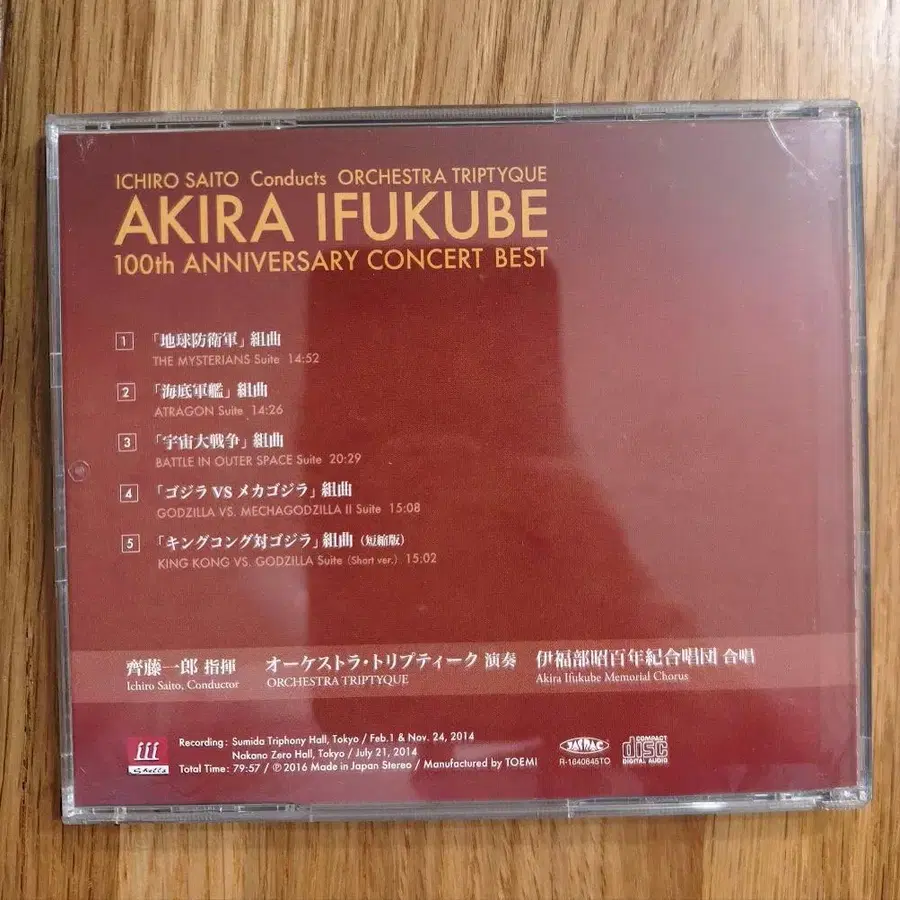 ICHIRO SAITO Conducts ORCHESTRA TRIPTYQUE
AKIRA IFUKUBE
100th ANNIVERSARY CONCERT BEST
1 「地球防衛軍」組曲
THE MYSTERIANS Suite 14:52
2 「海底軍艦」組曲
ATRAGON Suite 14:26
3 「宇宙大戦争」組曲
BATTLE IN OUTER SPACE Suite 20:29
4 「ゴジラ VS メカゴジラ」組曲
GODZILLA VS. MECHAGODZILLA II Suite 15:08
5 「キングコング対ゴジラ」組曲（短縮版）
KING KONG VS. GODZILLA Suite (Short ver.) 15:02
齊藤一郎 指揮 オーケストラ・トリプティーク 演奏 伊福部昭百年紀合唱団 合唱
Ichiro Saito, Conductor ORCHESTRA TRIPTYQUE Akira Ifukube Memorial Chorus
fff
Recording : Sumida Triphony Hall, Tokyo / Feb.1 & Nov. 24, 2014
Nakano Zero Hall, Tokyo / July 21, 2014
Total Time : 79:57 / ℗ 2016 Made in Japan Stereo / Manufactured by TOEMI
JASRAC
R-1640645TO
COMPACT
disc
DIGITAL AUDIO